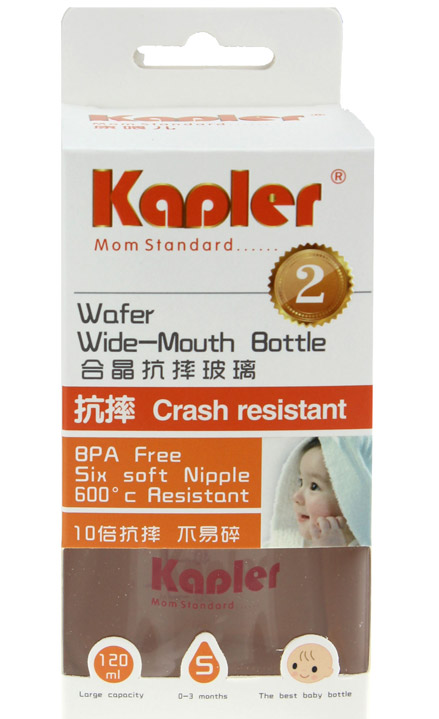 Kapler®
Mom Standard......
2
Wafer
Wide-Mouth Bottle
合晶抗摔玻璃
抗摔 Crash resistant
BPA Free
Six soft Nipple
600°c Resistant
10倍抗摔 不易碎
Kapler
Mom Standard......
120
ml
S
Large capacity
0-3 months
The best baby bottle